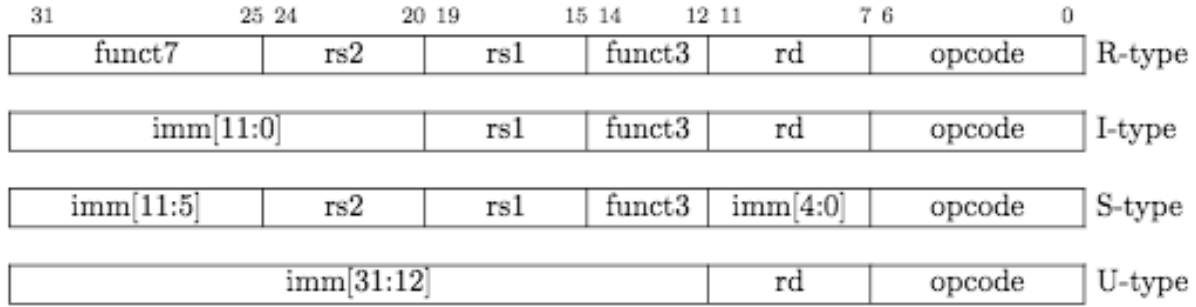 31 25 24 20 19 15 14 12 11 7 6 0
funct7 rs2 rs1 funct3 rd opcode R-type
imm[11:0] rs1 funct3 rd opcode I-type
imm[11:5] rs2 rs1 funct3 imm[4:0] opcode S-type
imm[31:12] rd opcode U-type